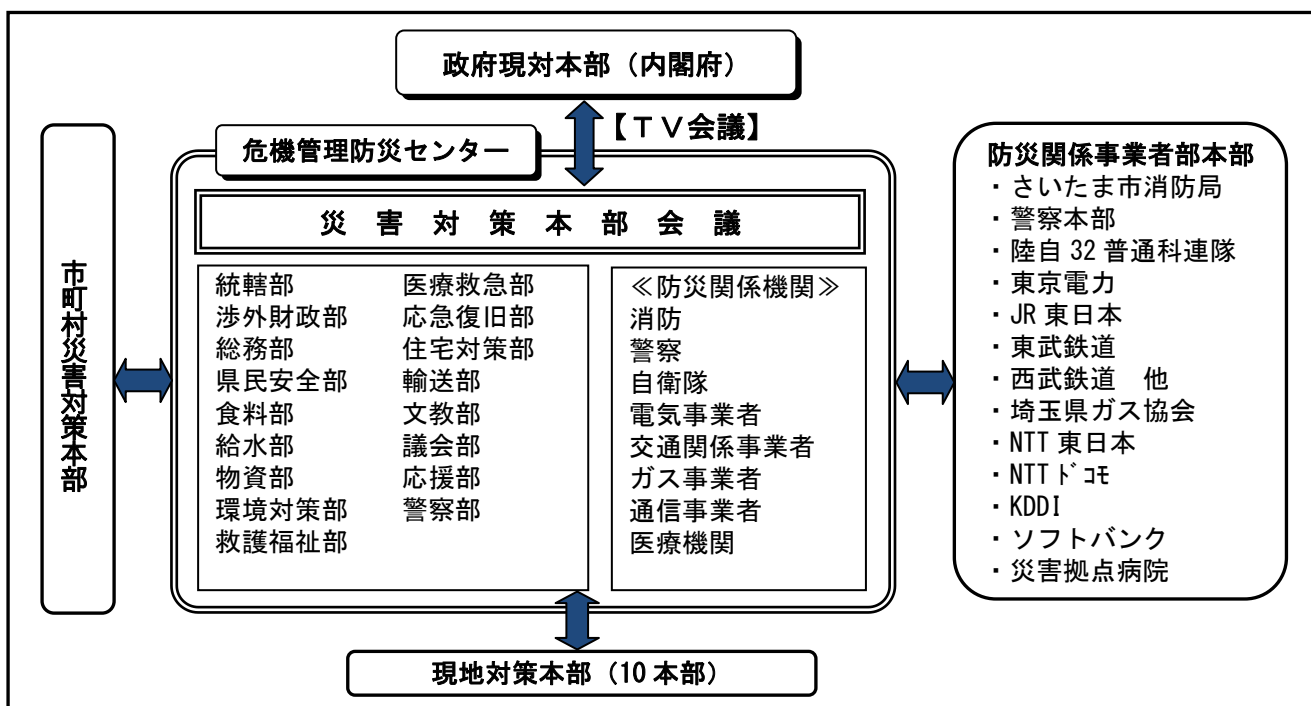 政府現対本部（内閣府）
【ＴＶ会議】
危機管理防災センター
災害対策本部会議
市町村災害対策本部
統轄部
渉外財政部
総務部
県民安全部
食料部
給水部
物資部
環境対策部
救護福祉部
医療救急部
応急復旧部
住宅対策部
輸送部
文教部
議会部
応援部
警察部
≪防災関係機関≫
消防
警察
自衛隊
電気事業者
交通関係事業者
ガス事業者
通信事業者
医療機関
防災関係事業者部本部
・さいたま市消防局
・警察本部
・陸自 32 普通科連隊
・東京電力
・JR 東日本
・東武鉄道
・西武鉄道　他
・埼玉県ガス協会
・NTT 東日本
・NTT ﾄﾞｺﾓ
・KDDI
・ソフトバンク
・災害拠点病院
現地対策本部（10 本部）